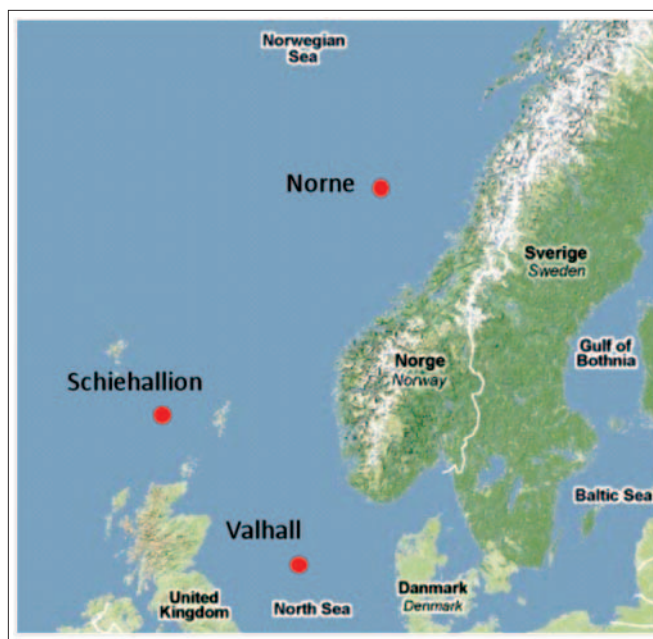 Norwegian
Sea
Norne
Sverige
Sweden
Gulf of
Bothnia
Norge
Norway
Schiehallion
Baltic Sea
Valhall
United
Kingdom
North Sea
Danmark
Denmark